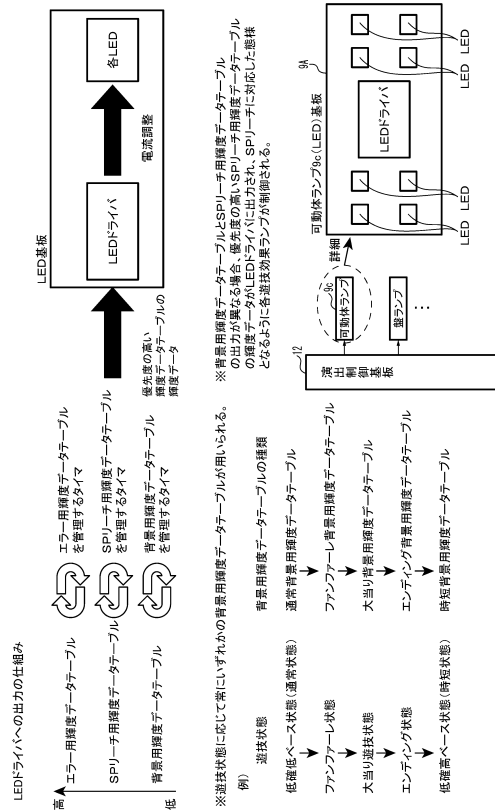 LEDドライバへの出力の仕組み
高
エラー用輝度データテーブル
SPリーチ用輝度データテーブル
背景用輝度データテーブル
低
エラー用輝度データテーブル
を管理するタイマ
SPリーチ用輝度データテーブル
を管理するタイマ
背景用輝度データテーブル
を管理するタイマ
優先度の高い
輝度データテーブルの
輝度データ
LED基板
LEDドライバ
電流調整
各LED
※背景用輝度データテーブルとSPリーチ用輝度データテーブル
の出力が異なる場合、優先度の高いSPリーチ用輝度データテーブル
の輝度データがLEDドライバに出力され、SPリーチに対応した態様
となるように各遊技効果ランプが制御される。
※遊技状態に応じて常にいずれかの背景用輝度データテーブルが用いられる。
例)
遊技状態
低確低ベース状態(通常状態)
ファンファーレ状態
大当り遊技状態
エンディング状態
低確高ベース状態(時短状態)
背景用輝度データテーブルの種類
通常背景用輝度データテーブル
ファンファーレ背景用輝度データテーブル
大当り背景用輝度データテーブル
エンディング背景用輝度データテーブル
時短背景用輝度データテーブル
12
演出制御基板
9c
可動体ランプ
盤ランプ
⋮
詳細
可動体ランプ9c(LED)基板
9A
LEDドライバ
LED
LED
LED
LED
LED
LED